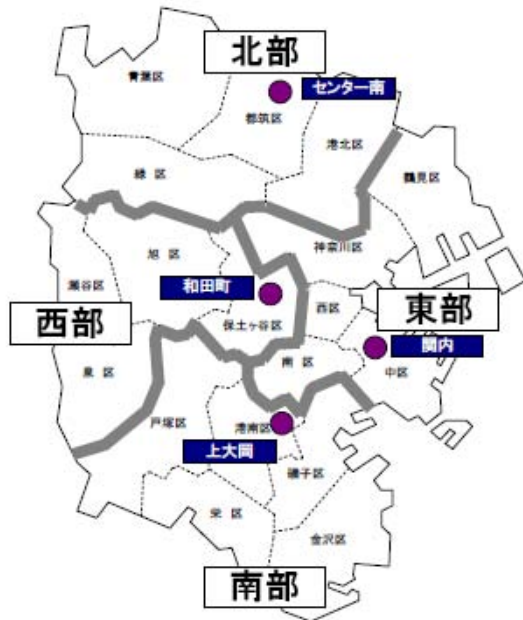 北部
青葉区
センター南
都筑区
港北区
緑 区
鶴見区
旭 区
神奈川区
瀬谷区
和田町
西区
東部
西部
保土ヶ谷区
関内
南 区
中区
泉 区
戸塚区
港南区
上大岡
磯子区
栄 区
金沢区
南部